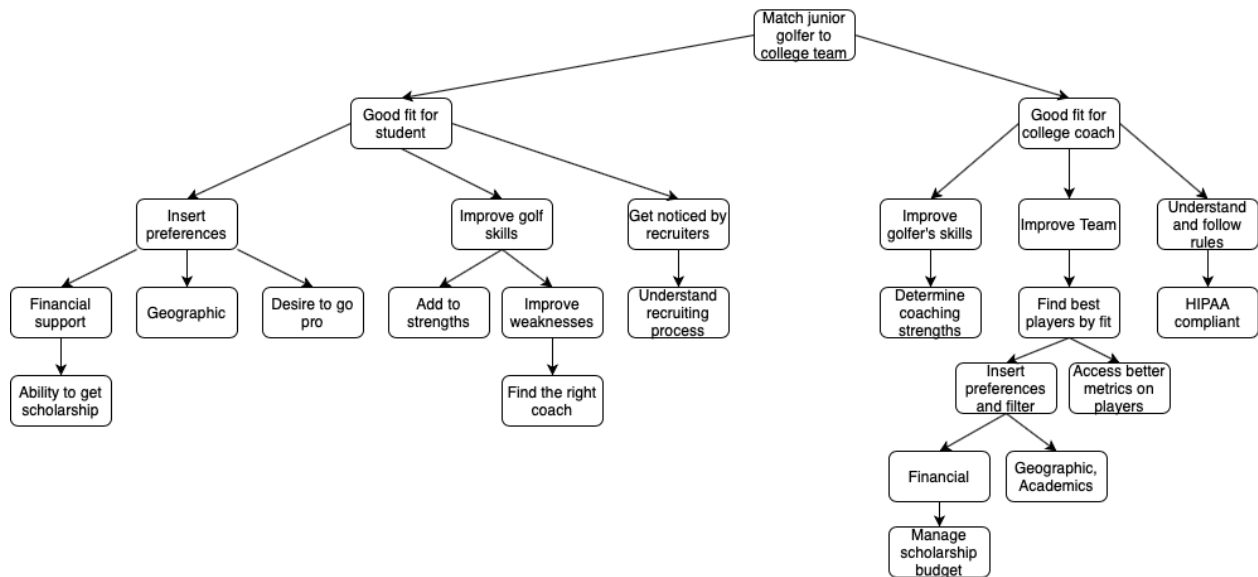 Match junior
golfer to
college team
Good fit for
student
Good fit for
college coach
Insert
preferences
Improve golf
skills
Get noticed by
recruiters
Improve
golfer's skills
Improve Team
Understand
and follow
rules
Financial
support
Geographic
Desire to go
pro
Add to
strengths
Improve
weaknesses
Understand
recruiting
process
Determine
coaching
strengths
Find best
players by fit
HIPAA
compliant
Ability to get
scholarship
Find the right
coach
Insert
preferences
and filter
Access better
metrics on
players
Financial
Geographic,
Academics
Manage
scholarship
budget